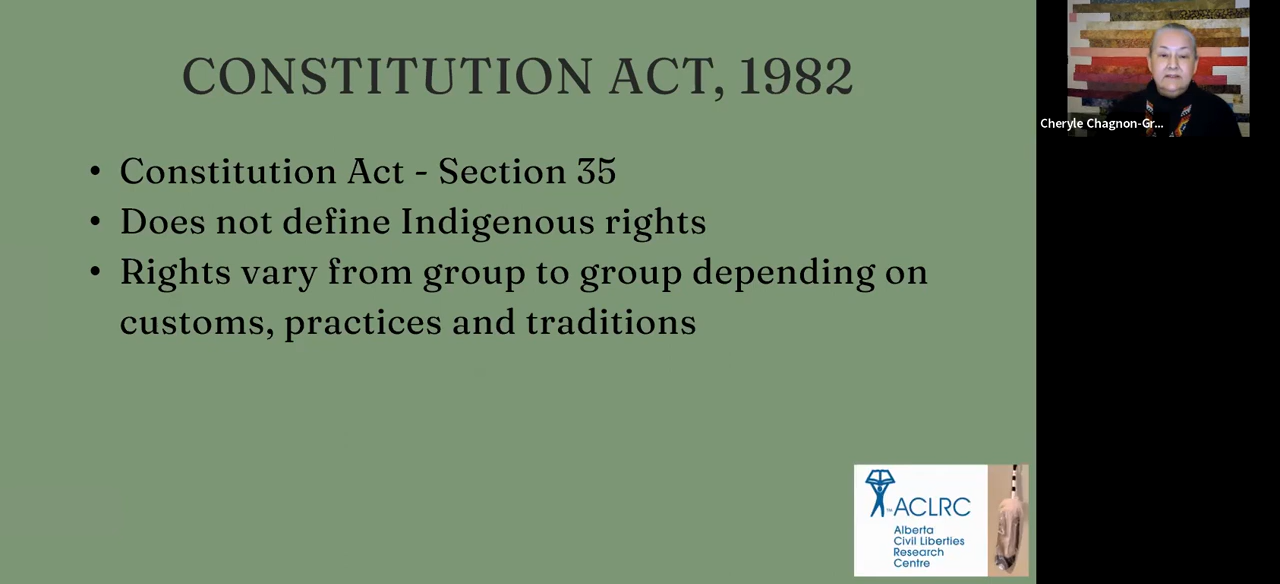 CONSTITUTION ACT, 1982
• Constitution Act - Section 35
• Does not define Indigenous rights
• Rights vary from group to group depending on
customs, practices and traditions
Cheryle Chagnon-Gr...
ACLRC
Alberta
Civil Liberties
Research
Centre